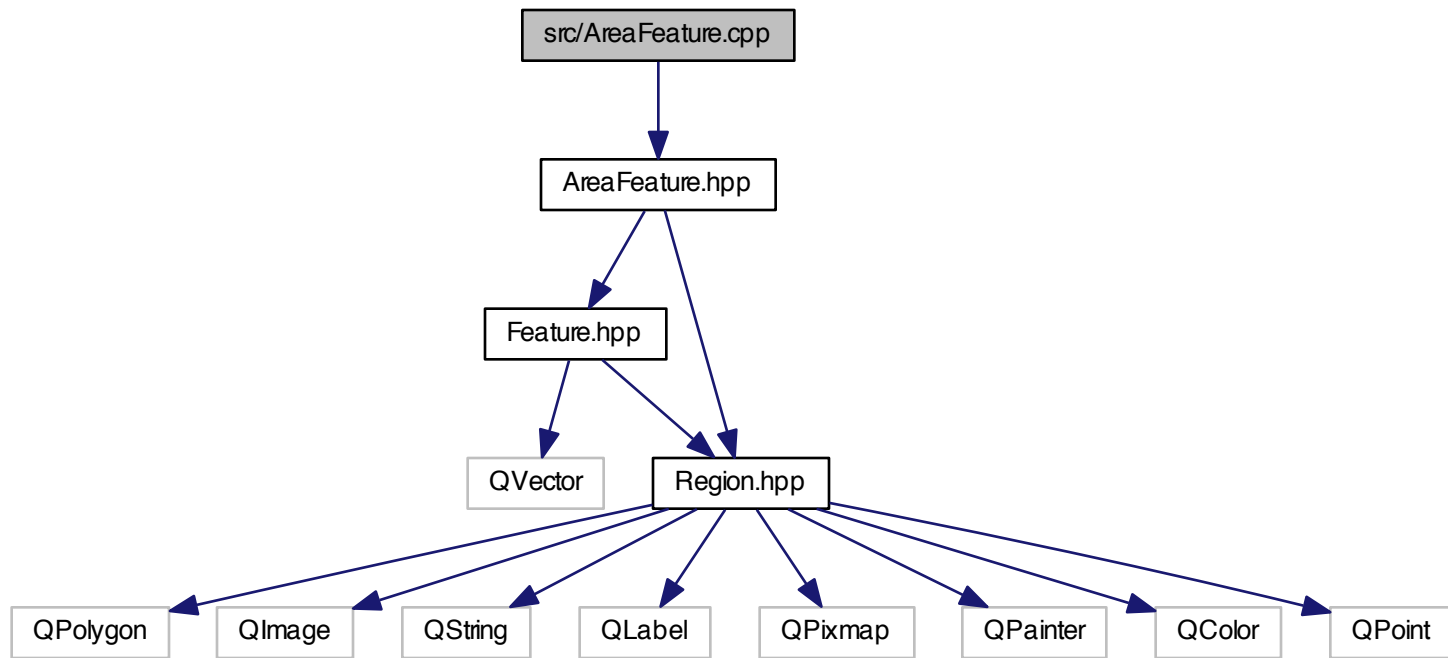 src/AreaFeature.cpp
AreaFeature.hpp
Feature.hpp
QVector
Region.hpp
QPolygon
QImage
QString
QLabel
QPixmap
QPainter
QColor
QPoint